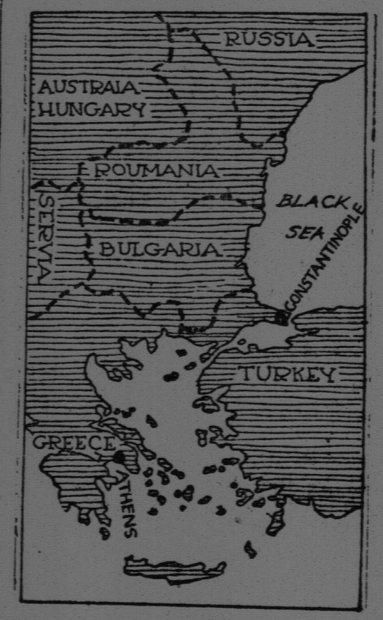 RUSSIA
AUSTRAIA
HUNGARY
ROUMANIA
SERVIA
BLACK
SEA
BULGARIA
CONSTANTINOPLE
TURKEY
GREECE
ATHENS